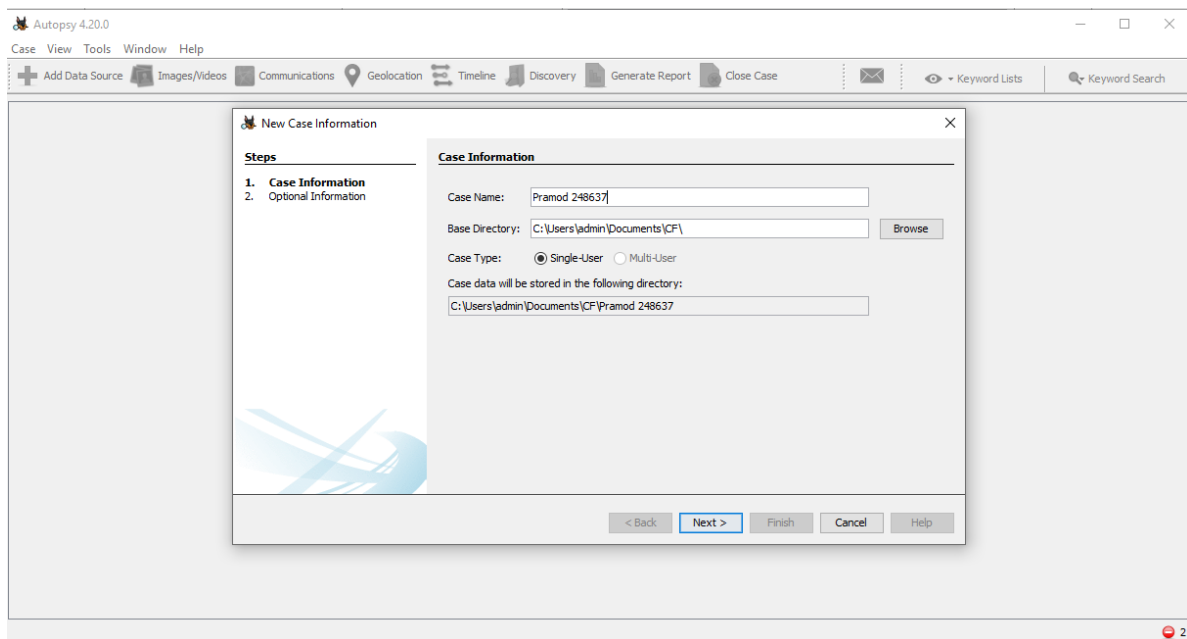 Autopsy 4.20.0
Case View Tools Window Help
Add Data Source Images/Videos Communications Geolocation Timeline Discovery Generate Report Close Case Keyword Lists Keyword Search
New Case Information
Steps
1. Case Information
2. Optional Information
Case Information
Case Name: Pramod 248637
Base Directory: C:\Users\admin\Documents\CF\ Browse
Case Type: Single-User Multi-User
Case data will be stored in the following directory:
C:\Users\admin\Documents\CF\Pramod 248637
< Back Next > Finish Cancel Help
2